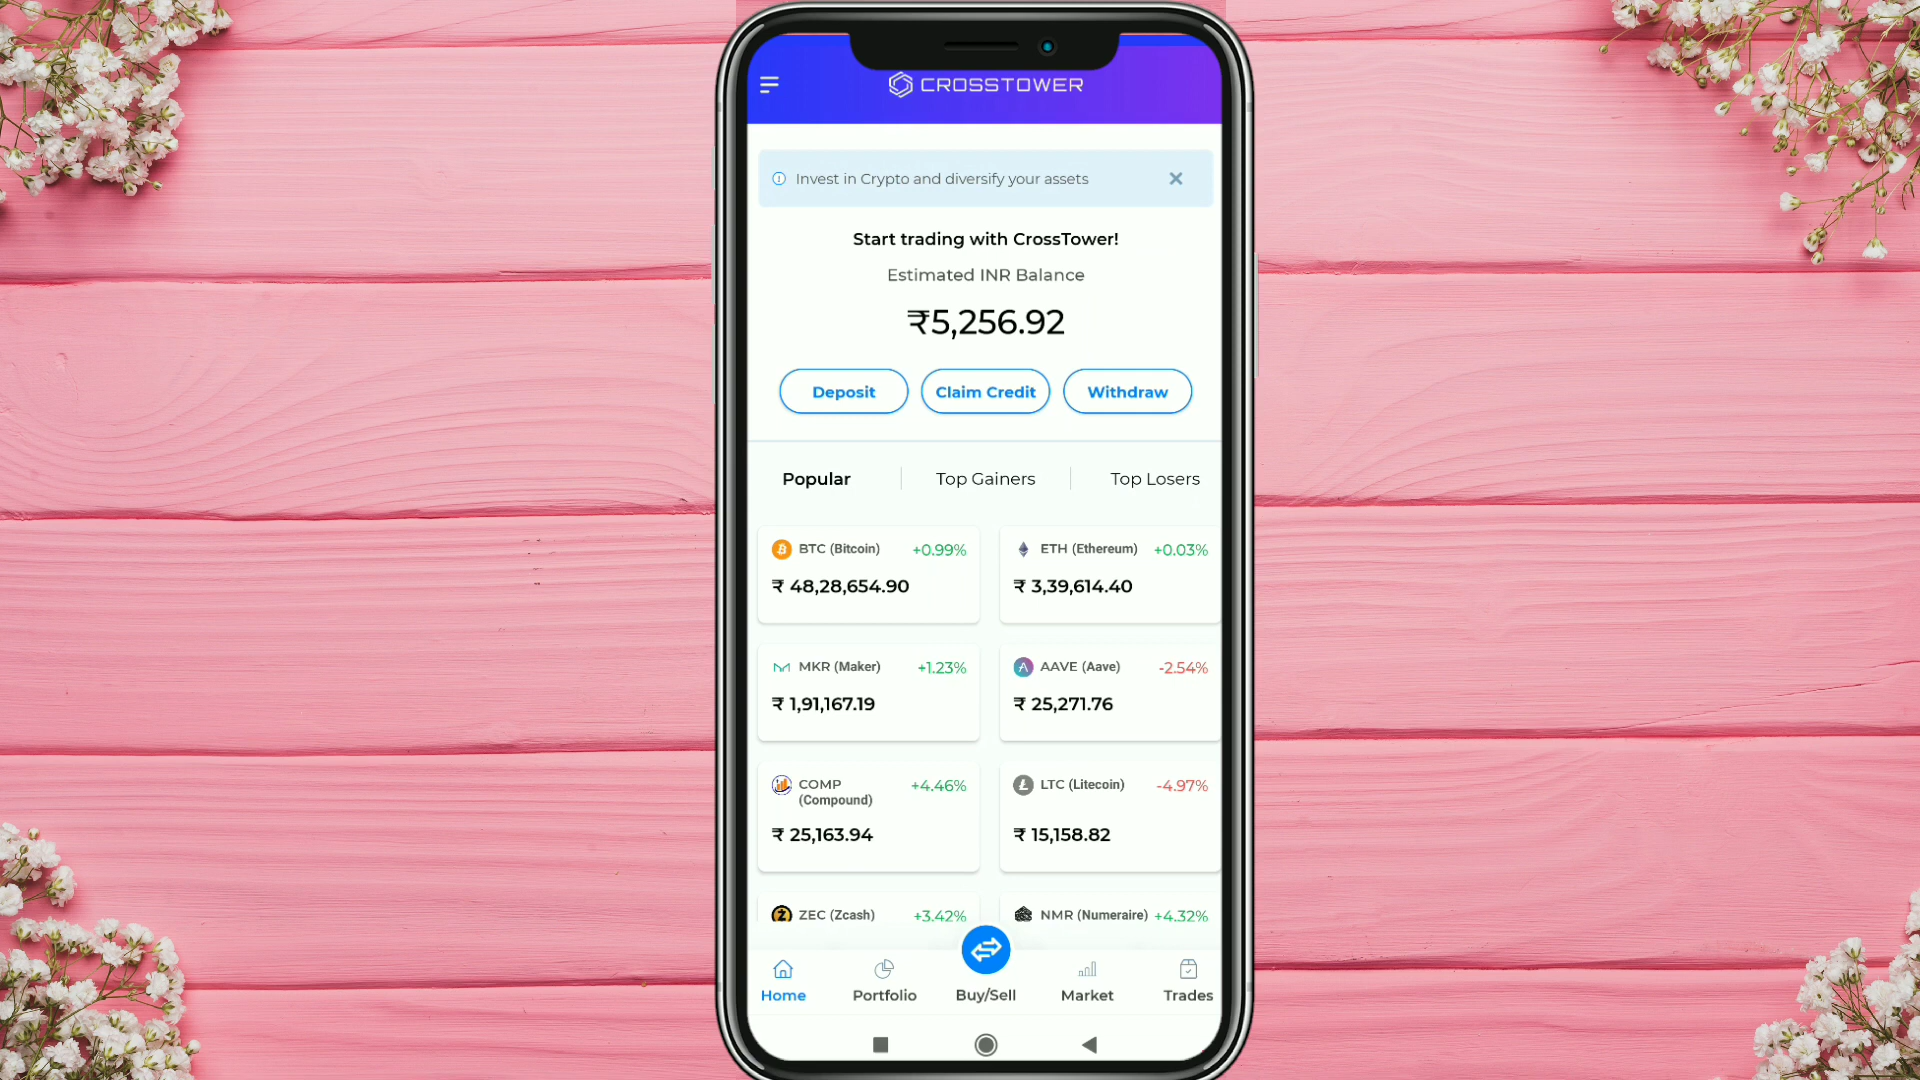 CROSSTOWER
Invest in Crypto and diversify your assets
Start trading with CrossTower!
Estimated INR Balance
₹5,256.92
Deposit Claim Credit Withdraw
Popular Top Gainers Top Losers
BTC (Bitcoin) +0.99% ETH (Ethereum) +0.03%
₹ 48,28,654.90 ₹ 3,39,614.40
MKR (Maker) +1.23% AAVE (Aave) -2.54%
₹ 1,91,167.19 ₹ 25,271.76
COMP +4.46% LTC (Litecoin) -4.97%
(Compound)
₹ 25,163.94 ₹ 15,158.82
ZEC (Zcash) +3.42% NMR (Numeraire) +4.32%
Home Portfolio Buy/Sell Market Trades